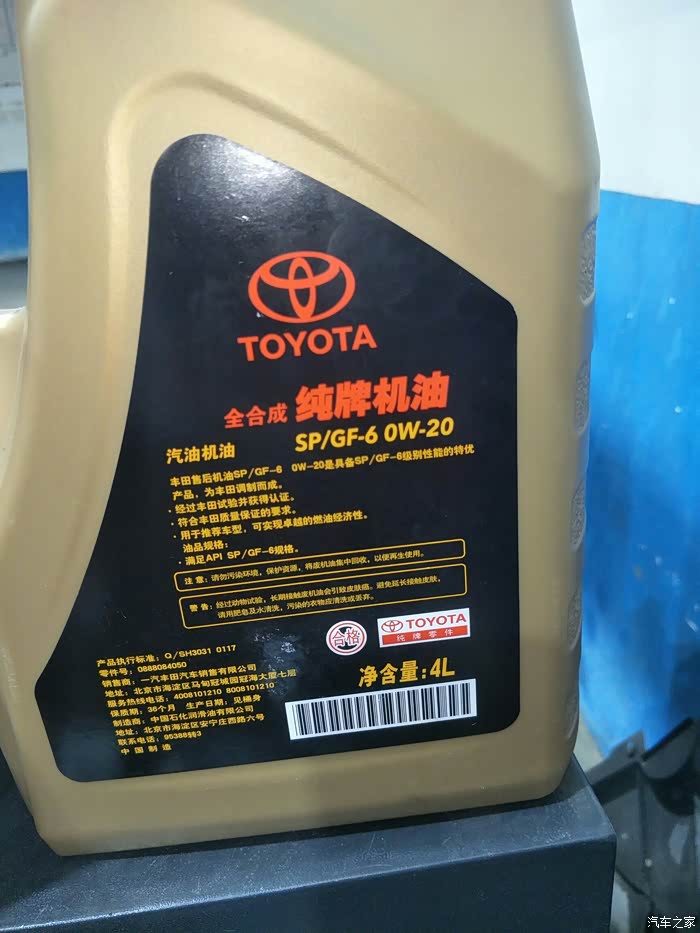 TOYOTA
全合成 纯牌机油
汽油机油 SP/GF-6 0W-20
丰田售后机油SP/GF-6 0W-20是具备SP/GF-6级别性能的特优
产品，为丰田调制而成。
·经过丰田试验并获得认证。
·符合丰田质量保证的要求。
·用于推荐车型，可实现卓越的燃油经济性。
油品规格：
·满足API SP/GF-6规格。
注意：请勿污染环境，保护资源，将废机油集中回收，以便再生使用。
警告：经过动物试验，长期接触废机油会引致皮肤癌。避免延长接触皮肤，
请用肥皂及水清洗，污染的衣物应清洗或丢弃。
合格
TOYOTA
纯牌零件
净含量:4L
产品执行标准：Q/SH3031 0117
零件号：0888084050
销售商：一汽丰田汽车销售有限公司
地址：北京市海淀区马甸冠城园冠海大厦七层
服务热线电话：4008101210 8008101210
保质期：36个月 生产日期：见桶身
制造商：中国石化润滑油有限公司
地址：北京市海淀区安宁庄西路六号
联系电话：95388
中国制造
汽车之家